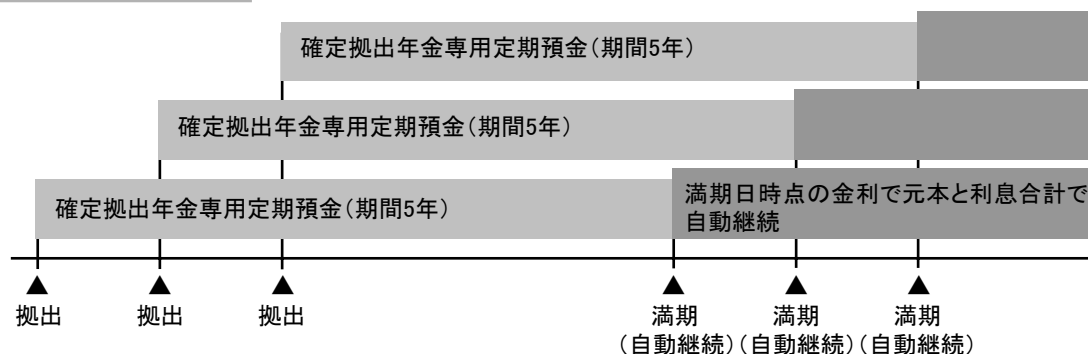 確定拠出年金専用定期預金(期間5年)
確定拠出年金専用定期預金(期間5年)
確定拠出年金専用定期預金(期間5年)
満期日時点の金利で元本と利息合計で
自動継続
▲ ▲ ▲ ▲ ▲ ▲
拠出 拠出 拠出 満期 満期 満期
(自動継続)(自動継続)(自動継続)